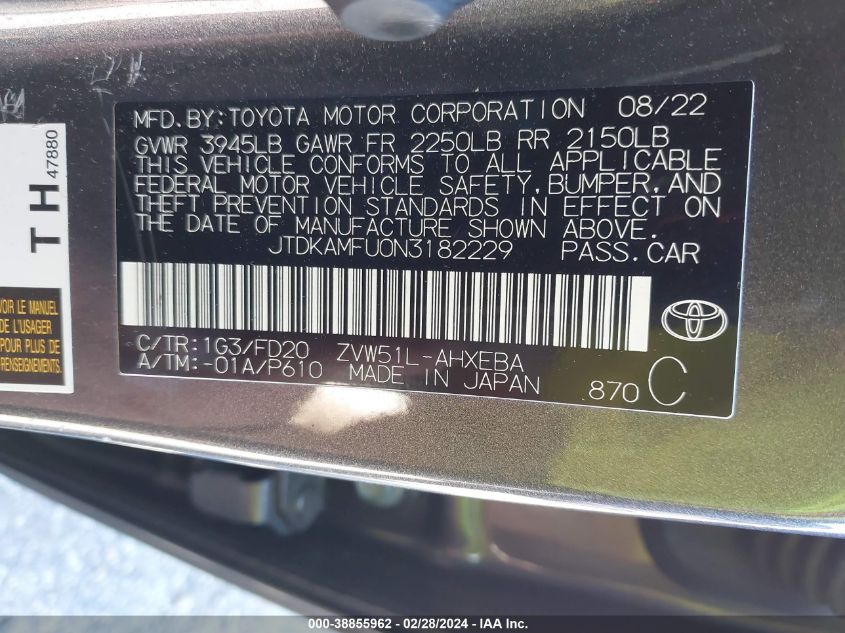 MFD.BY:TOYOTA MOTOR CORPORATION 08/22
GVWR 3945LB GAWR FR 2250LB RR 2150LB
THIS VEHICLE CONFORMS TO ALL APPLICABLE
FEDERAL MOTOR VEHICLE SAFETY,BUMPER,AND
THEFT PREVENTION STANDARDS IN EFFECT ON
THE DATE OF MANUFACTURE SHOWN ABOVE.
JTDKAMFU0N3182229 PASS.CAR
C/TR:1G3/FD20 ZVW51L-AHXEBA
A/TM:-01A/P610 MADE IN JAPAN 870 C
TH
47880
VOIR LE MANUEL
DE L'USAGER
POUR PLUS DE
000-38855962 - 02/28/2024 - IAA Inc.